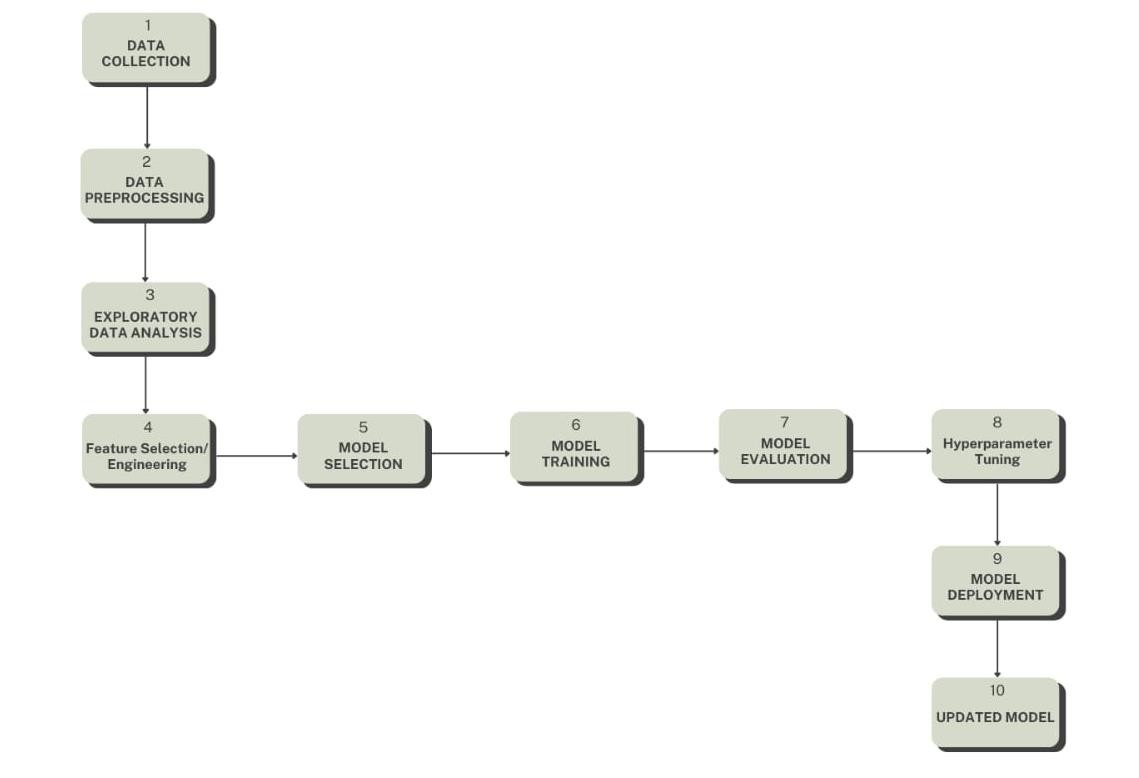 1
DATA
COLLECTION
2
DATA
PREPROCESSING
3
EXPLORATORY
DATA ANALYSIS
4
Feature Selection/
Engineering
5
MODEL
SELECTION
6
MODEL
TRAINING
7
MODEL
EVALUATION
8
Hyperparameter
Tuning
9
MODEL
DEPLOYMENT
10
UPDATED MODEL